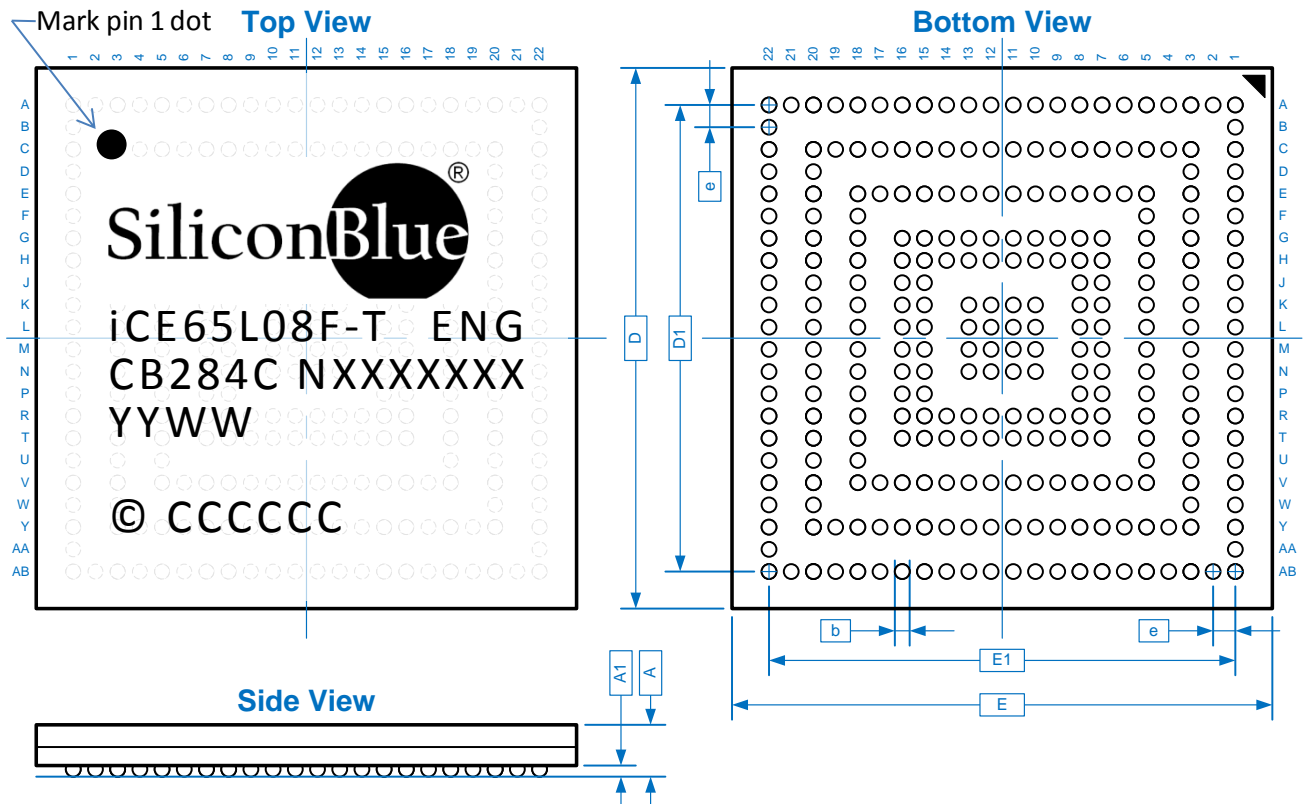 Mark pin 1 dot
Top View
1 2 3 4 5 6 7 8 9 10 11 12 13 14 15 16 17 18 19 20 21 22
A
B
C
D
E
F
G
H
J
K
L
M
N
P
R
T
U
V
W
Y
AA
AB
SiliconBlue®
iCE65L08F-T ENG
CB284C NXXXXXXX
YYWW
© CCCCCC
Bottom View
22 21 20 19 18 17 16 15 14 13 12 11 10 9 8 7 6 5 4 3 2 1
A
B
C
D
E
F
G
H
J
K
L
M
N
P
R
T
U
V
W
Y
AA
AB
e
D
D1
b
e
E1
E
Side View
A1
A